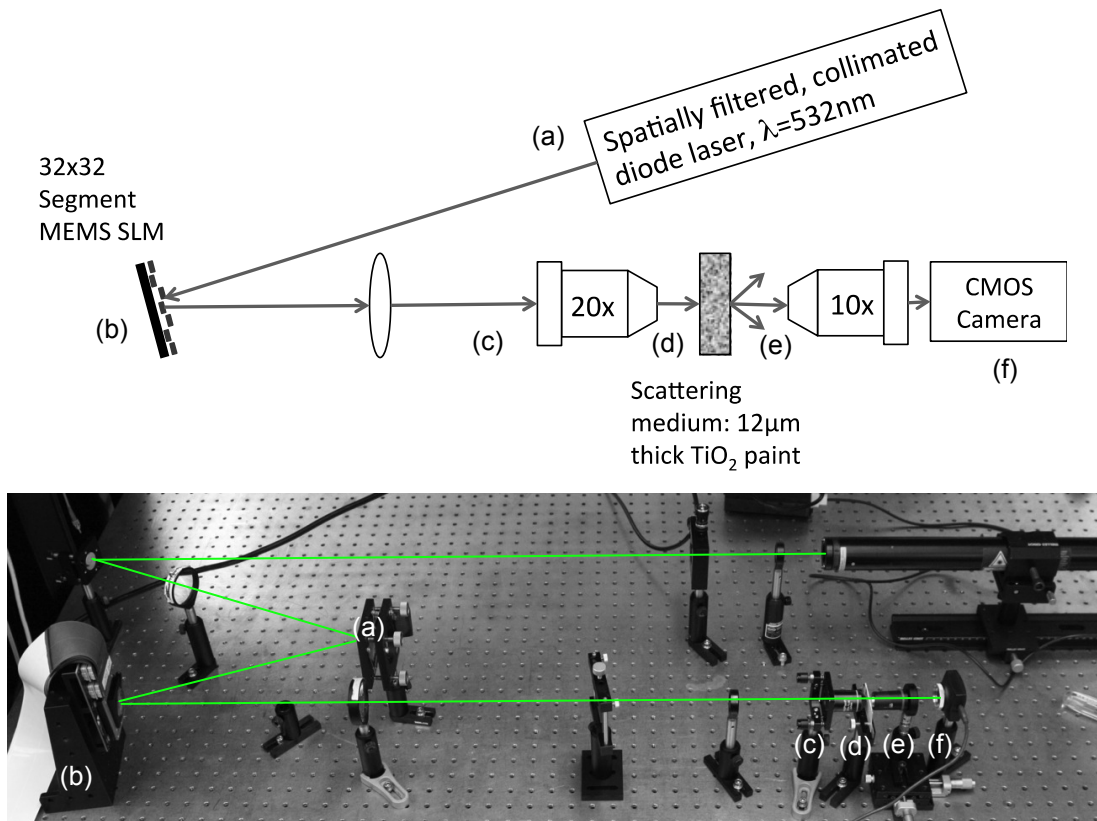 Spatially filtered, collimated
diode laser, λ=532nm
(a)
32x32
Segment
MEMS SLM
(b)
(c)
20x
(d)
(e)
10x
CMOS
Camera
(f)
Scattering
medium: 12μm
thick TiO₂ paint
(a)
(b)
(c)
(d)
(e)
(f)